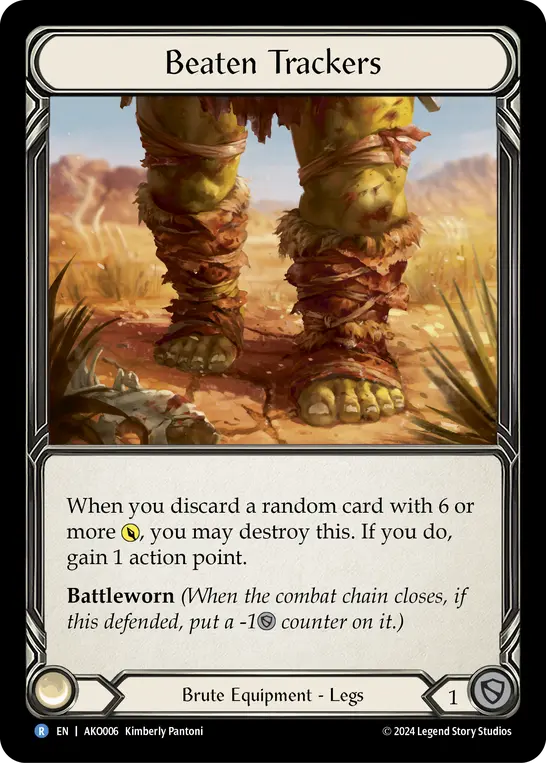 Beaten Trackers
When you discard a random card with 6 or
more , you may destroy this. If you do,
gain 1 action point.
Battleworn (When the combat chain closes, if
this defended, put a -1 counter on it.)
Brute Equipment - Legs
1
R EN | AKO006 Kimberly Pantoni
© 2024 Legend Story Studios